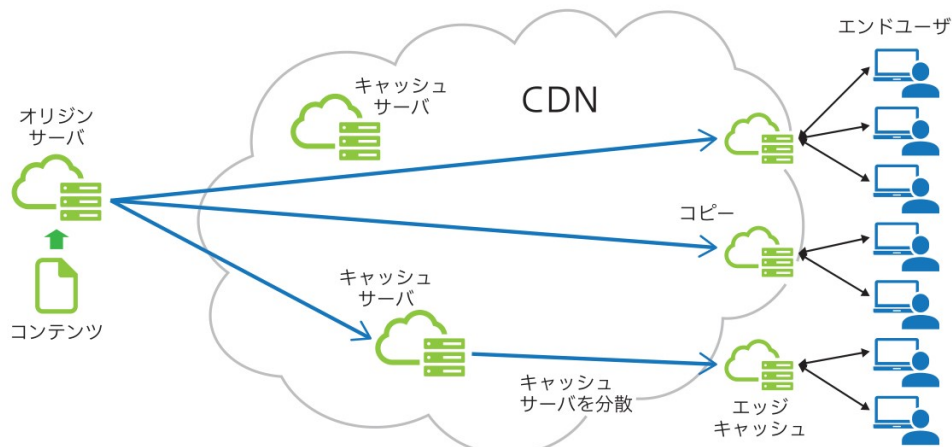 エンドユーザ
キャッシュ
サーバ
CDN
オリジン
サーバ
コピー
キャッシュ
サーバ
コンテンツ
キャッシュ
サーバを分散
エッジ
キャッシュ